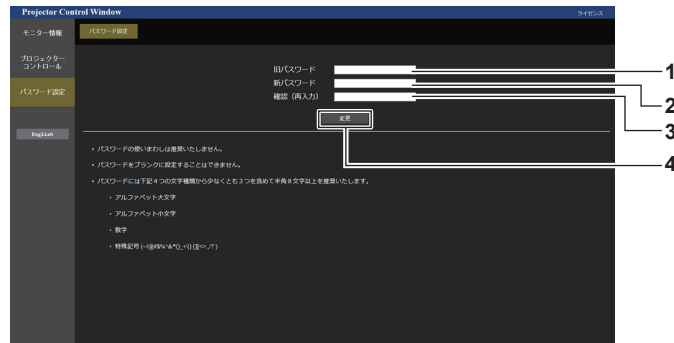 Projector Control Window
ライセンス
モニター情報
パスワード設定
プロジェクター
コントロール
パスワード設定
English
旧パスワード
新パスワード
確認（再入力）
変更
1
2
3
4
• パスワードの使いまわしは推奨いたしません。
• パスワードをブランクに設定することはできません。
• パスワードには下記４つの文字種類から少なくとも３つを含めて半角８文字以上を推奨いたします。
• アルファベット大文字
• アルファベット小文字
• 数字
• 特殊記号